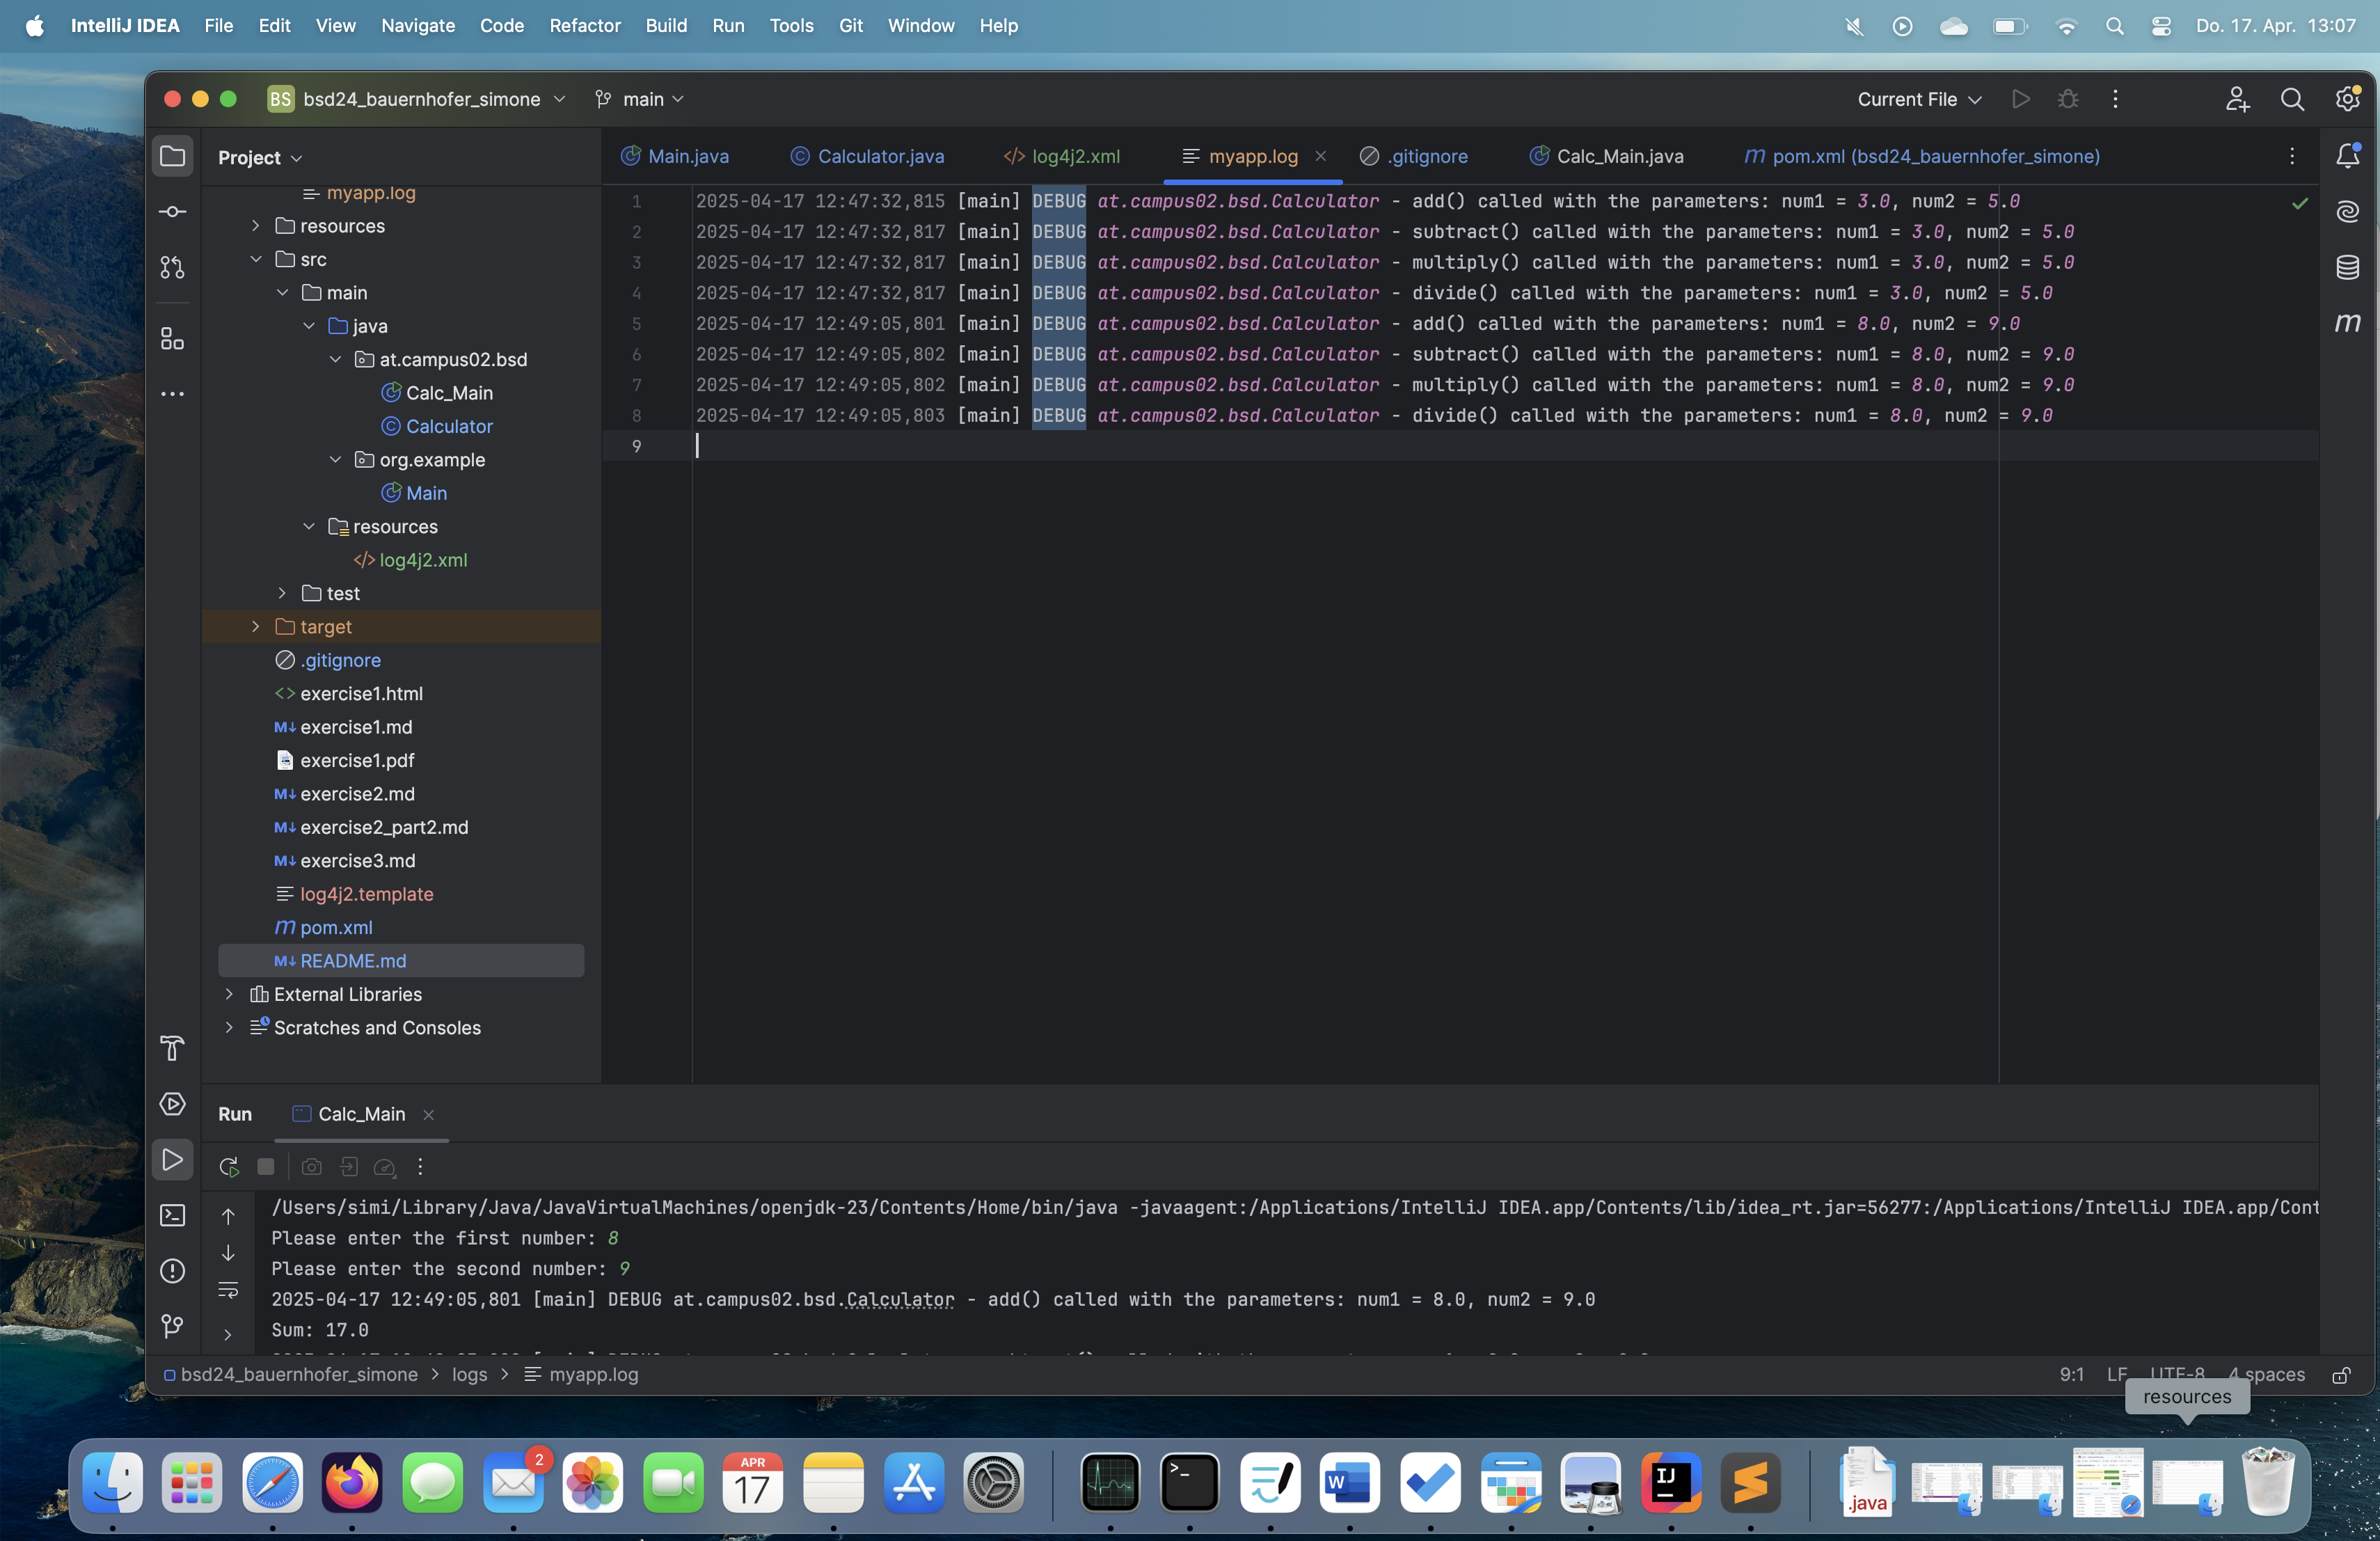 IntelliJ IDEA File Edit View Navigate Code Refactor Build Run Tools Git Window Help Do. 17. Apr. 13:07
BS bsd24_bauernhofer_simone main Current File
Project
Main.java Calculator.java log4j2.xml myapp.log .gitignore Calc_Main.java pom.xml (bsd24_bauernhofer_simone)
myapp.log
resources
src
main
java
at.campus02.bsd
Calc_Main
Calculator
org.example
Main
resources
log4j2.xml
test
target
.gitignore
exercise1.html
exercise1.md
exercise1.pdf
exercise2.md
exercise2_part2.md
exercise3.md
log4j2.template
pom.xml
README.md
External Libraries
Scratches and Consoles
1 2025-04-17 12:47:32,815 [main] DEBUG at.campus02.bsd.Calculator - add() called with the parameters: num1 = 3.0, num2 = 5.0
2 2025-04-17 12:47:32,817 [main] DEBUG at.campus02.bsd.Calculator - subtract() called with the parameters: num1 = 3.0, num2 = 5.0
3 2025-04-17 12:47:32,817 [main] DEBUG at.campus02.bsd.Calculator - multiply() called with the parameters: num1 = 3.0, num2 = 5.0
4 2025-04-17 12:47:32,817 [main] DEBUG at.campus02.bsd.Calculator - divide() called with the parameters: num1 = 3.0, num2 = 5.0
5 2025-04-17 12:49:05,801 [main] DEBUG at.campus02.bsd.Calculator - add() called with the parameters: num1 = 8.0, num2 = 9.0
6 2025-04-17 12:49:05,802 [main] DEBUG at.campus02.bsd.Calculator - subtract() called with the parameters: num1 = 8.0, num2 = 9.0
7 2025-04-17 12:49:05,802 [main] DEBUG at.campus02.bsd.Calculator - multiply() called with the parameters: num1 = 8.0, num2 = 9.0
8 2025-04-17 12:49:05,803 [main] DEBUG at.campus02.bsd.Calculator - divide() called with the parameters: num1 = 8.0, num2 = 9.0
9
Run Calc_Main
/Users/simi/Library/Java/JavaVirtualMachines/openjdk-23/Contents/Home/bin/java -javaagent:/Applications/IntelliJ IDEA.app/Contents/lib/idea_rt.jar=56277:/Applications/IntelliJ IDEA.app/Cont
Please enter the first number: 8
Please enter the second number: 9
2025-04-17 12:49:05,801 [main] DEBUG at.campus02.bsd.Calculator - add() called with the parameters: num1 = 8.0, num2 = 9.0
Sum: 17.0
bsd24_bauernhofer_simone > logs > myapp.log 9:1 LF UTF-8 4 spaces
resources
2
APR
17
W
IJ
.java